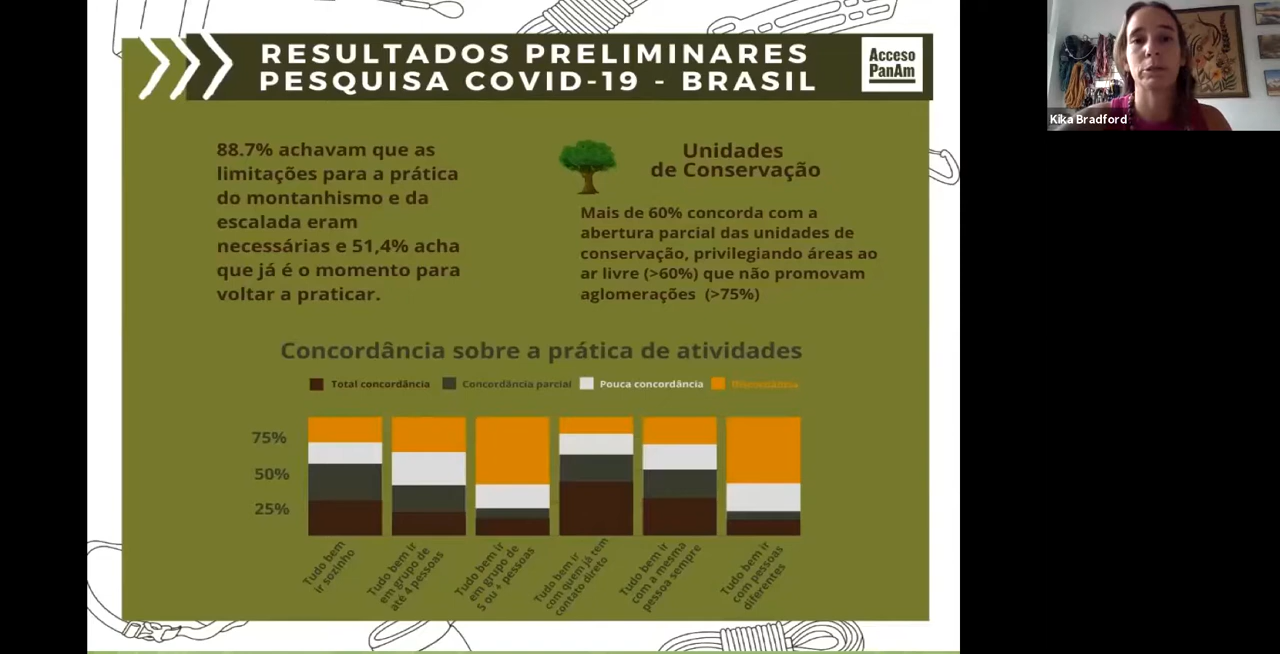 RESULTADOS PRELIMINARES
PESQUISA COVID-19 - BRASIL
Acceso
PanAm
Kika Bradford
88.7% achavam que as
limitações para a prática
do montanhismo e da
escalada eram
necessárias e 51,4% acha
que já é o momento para
voltar a praticar.
Unidades
de Conservação
Mais de 60% concorda com a
abertura parcial das unidades de
conservação, privilegiando áreas ao
ar livre (>60%) que não promovam
aglomerações (>75%)
Concordância sobre a prática de atividades
Total concordância
Concordância parcial
Pouca concordância
75%
50%
25%
Tudo bem
ir sozinho
Tudo bem ir
em grupo de
até 4 pessoas
Tudo bem ir
em grupo de
5 ou + pessoas
Tudo bem ir
com quem já tem
contato direto
Tudo bem ir
com a mesma
pessoa sempre
Tudo bem ir
com pessoas
diferentes